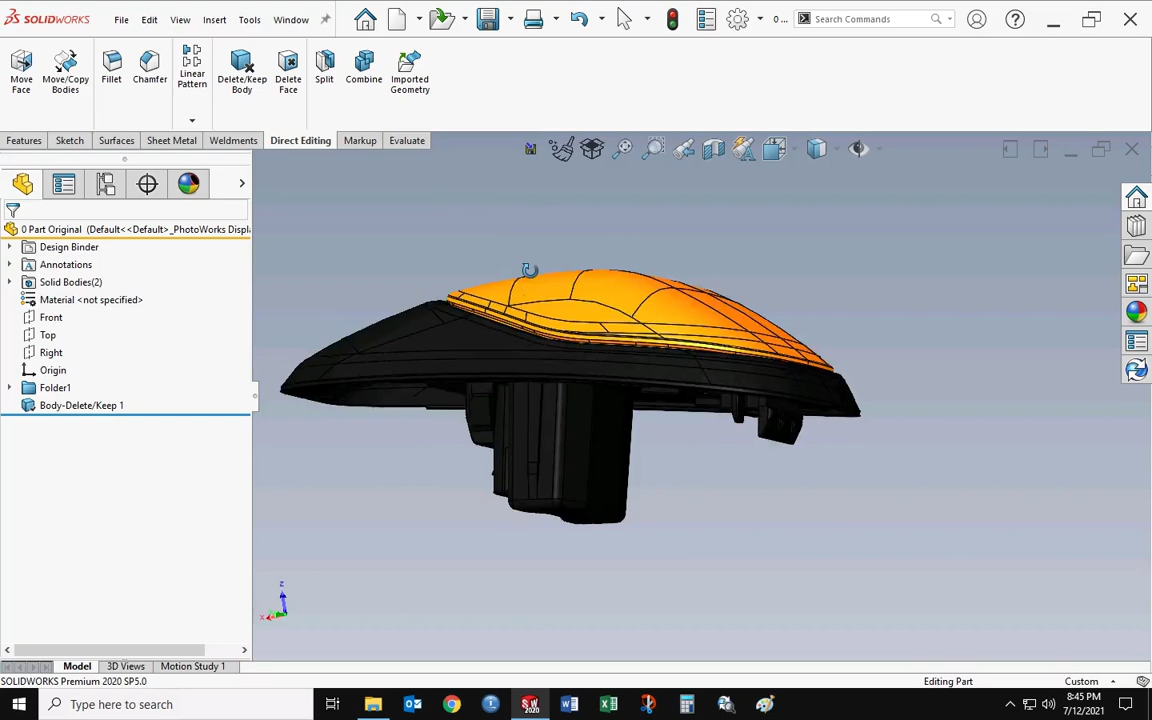 SOLIDWORKS
File
Edit
View
Insert
Tools
Window
0 ...
Search Commands
Move Face
Move/Copy Bodies
Fillet
Chamfer
Linear Pattern
Delete/Keep Body
Delete Face
Split
Combine
Imported Geometry
Features
Sketch
Surfaces
Sheet Metal
Weldments
Direct Editing
Markup
Evaluate
0 Part Original (Default<<Default>_PhotoWorks Displ
Design Binder
Annotations
Solid Bodies(2)
Material <not specified>
Front
Top
Right
Origin
Folder1
Body-Delete/Keep 1
z
x
Model
3D Views
Motion Study 1
SOLIDWORKS Premium 2020 SP5.0
Editing Part
Custom
Type here to search
SW
2020
8:45 PM
7/12/2021